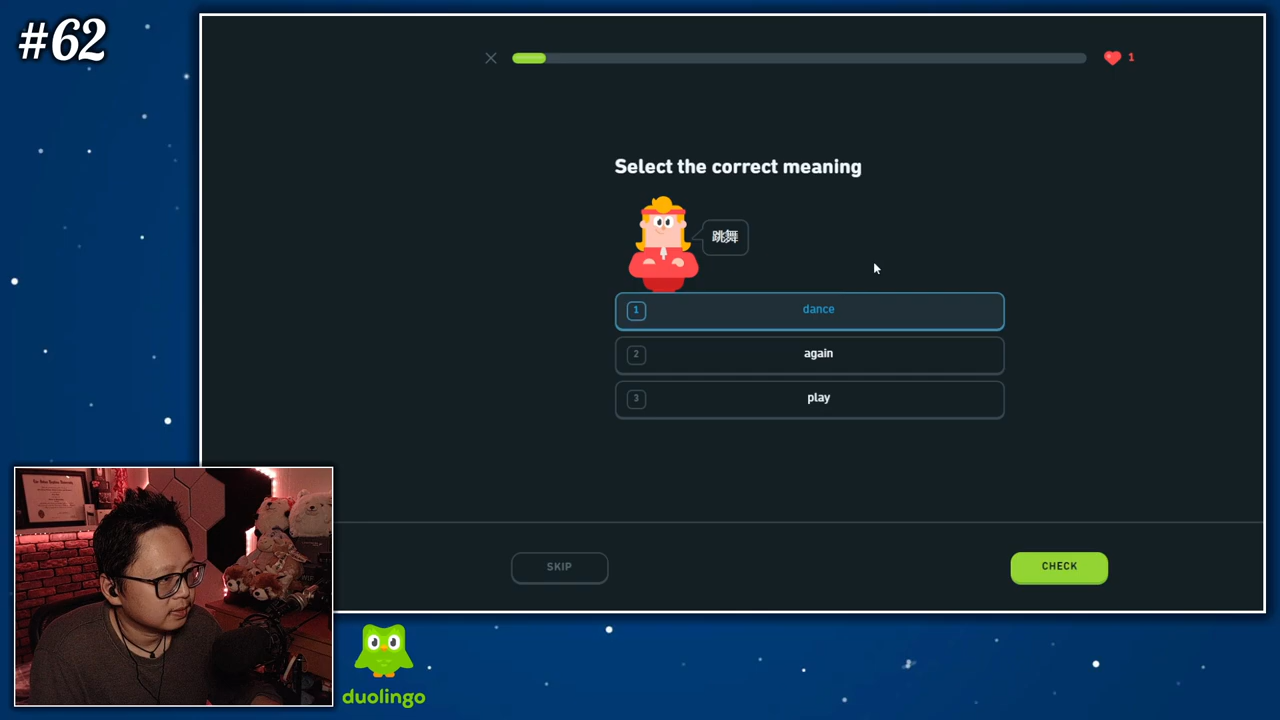 #62
1
Select the correct meaning
跳舞
1 dance
2 again
3 play
SKIP
CHECK
duolingo